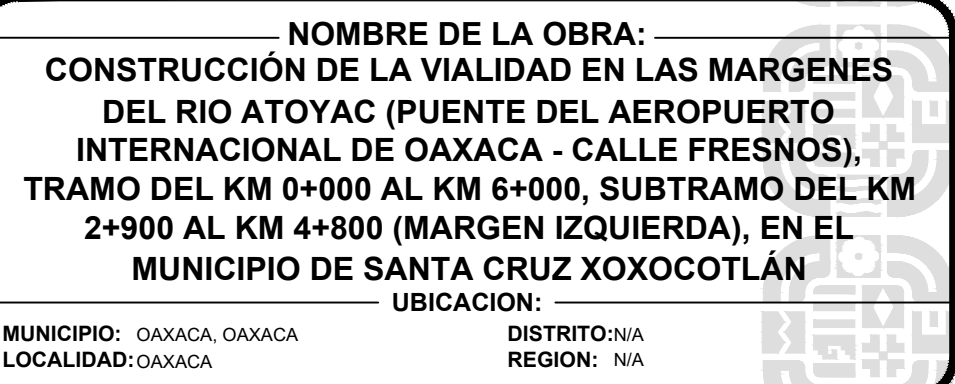 NOMBRE DE LA OBRA:
CONSTRUCCIÓN DE LA VIALIDAD EN LAS MARGENES
DEL RIO ATOYAC (PUENTE DEL AEROPUERTO
INTERNACIONAL DE OAXACA - CALLE FRESNOS),
TRAMO DEL KM 0+000 AL KM 6+000, SUBTRAMO DEL KM
2+900 AL KM 4+800 (MARGEN IZQUIERDA), EN EL
MUNICIPIO DE SANTA CRUZ XOXOCOTLÁN
UBICACION:
MUNICIPIO: OAXACA, OAXACA DISTRITO:N/A
LOCALIDAD:OAXACA REGION: N/A